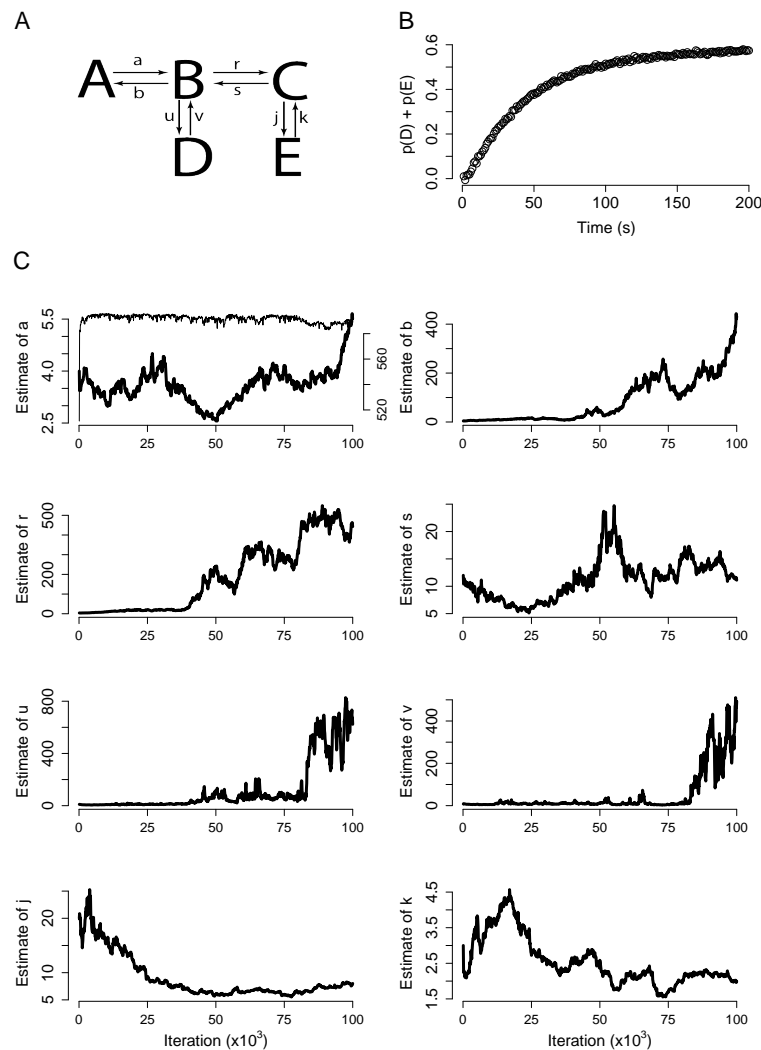 A
A
a
b
B
r
s
C
u
v
j
k
D
E
B
p(D) + p(E)
0.0
0.2
0.4
0.6
0
50
100
150
200
Time (s)
C
Estimate of a
2.5
4.0
5.5
520
560
0
25
50
75
100
Estimate of b
0
200
400
0
25
50
75
100
Estimate of r
0
200
500
0
25
50
75
100
Estimate of s
5
10
20
0
25
50
75
100
Estimate of u
0
400
800
0
25
50
75
100
Estimate of v
0
200
400
0
25
50
75
100
Estimate of j
5
10
20
0
25
50
75
100
Iteration (x10³)
Estimate of k
1.5
2.5
3.5
4.5
0
25
50
75
100
Iteration (x10³)